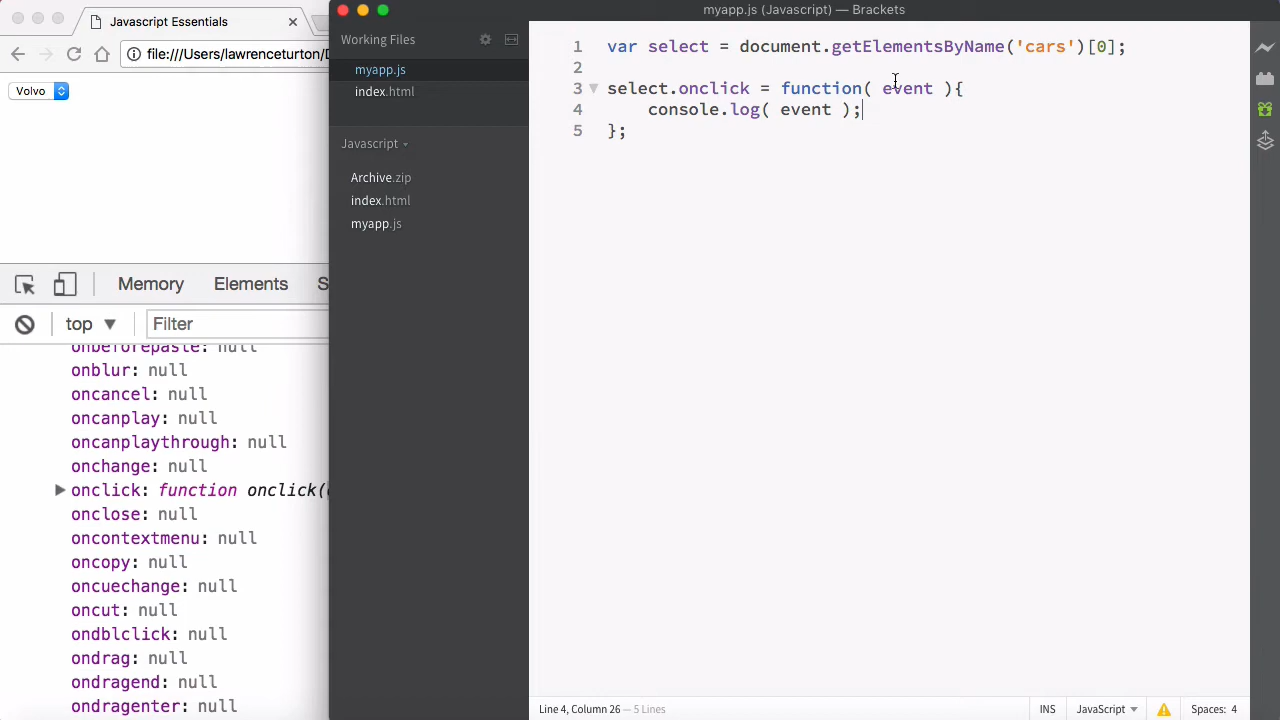 Javascript Essentials
file:///Users/lawrenceturton/D
Volvo
Memory
Elements
S
top
Filter
onbeforepaste: null
onblur: null
oncancel: null
oncanplay: null
oncanplaythrough: null
onchange: null
onclick: function onclick(
onclose: null
oncontextmenu: null
oncopy: null
oncuechange: null
oncut: null
ondblclick: null
ondrag: null
ondragend: null
ondragenter: null
myapp.js (Javascript) — Brackets
Working Files
myapp.js
index.html
Javascript
Archive.zip
index.html
myapp.js
1 var select = document.getElementsByName('cars')[0];
2
3 select.onclick = function( event ){
4 console.log( event );
5 };
Line 4, Column 26 — 5 Lines
INS
JavaScript
Spaces: 4